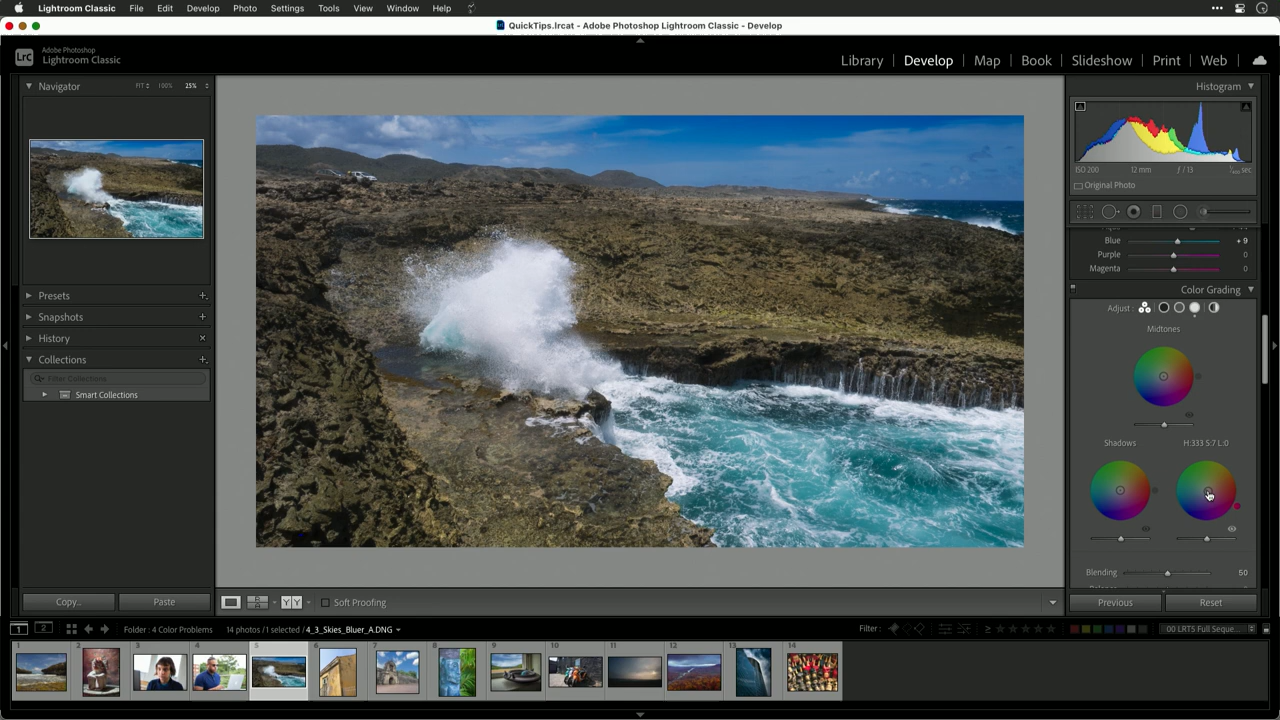 Lightroom Classic File Edit Develop Photo Settings Tools View Window Help
QuickTips.lrcat - Adobe Photoshop Lightroom Classic - Develop
Lrc Adobe Photoshop
Lightroom Classic
Library Develop Map Book Slideshow Print Web
Navigator FIT 100% 25%
Histogram
ISO 200 12 mm ƒ / 13
Original Photo
Blue + 9
Purple 0
Magenta 0
Color Grading
Adjust :
Midtones
Shadows H:333 S:7 L:0
Blending 50
Presets
Snapshots
History
Collections
Filter Collections
Smart Collections
Copy... Paste
Soft Proofing
Previous Reset
1 2 Folder : 4 Color Problems 14 photos /1 selected / 4_3_Skies_Bluer_A.DNG
Filter : 00 LRTS Full Seque...
1 2 3 4 5 6 7 8 9 10 11 12 13 14